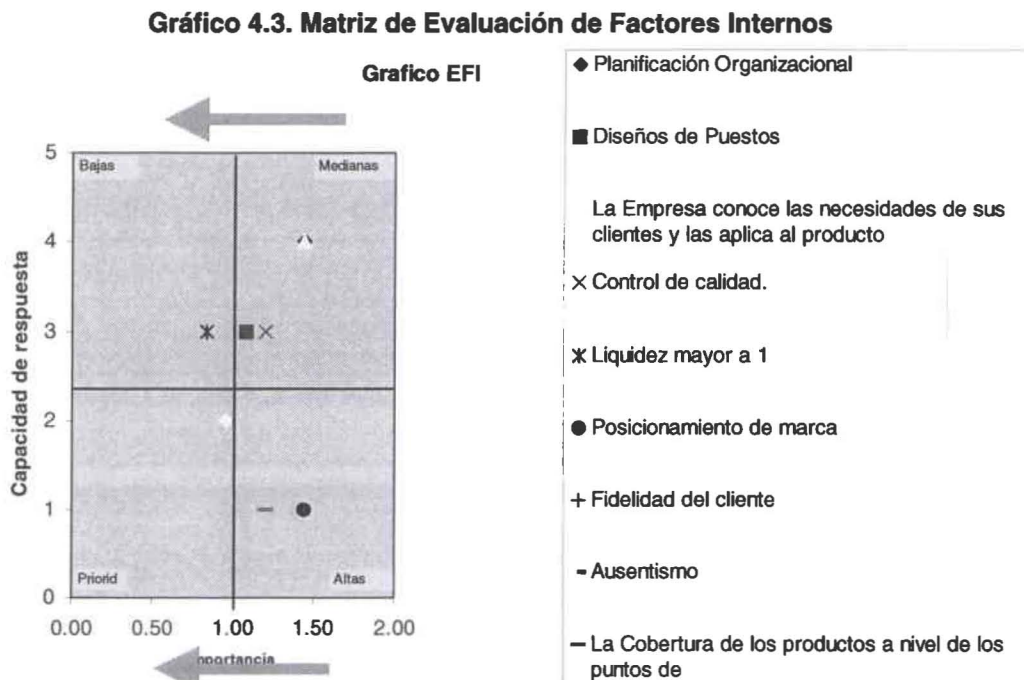 Gráfico 4.3. Matriz de Evaluación de Factores Internos
Grafico EFI
Bajas
Medianas
5
4
3
2
1
0
Capacidad de respuesta
Priorid
Altas
0.00 0.50 1.00 1.50 2.00
Planificación Organizacional
Diseños de Puestos
La Empresa conoce las necesidades de sus
clientes y las aplica al producto
Control de calidad.
Liquidez mayor a 1
Posicionamiento de marca
Fidelidad del cliente
Ausentismo
La Cobertura de los productos a nivel de los
puntos de